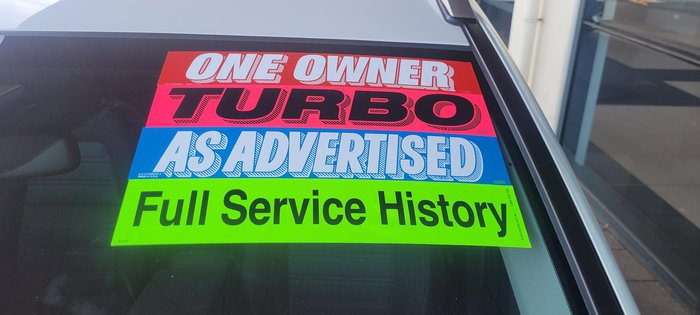 ONE OWNER
TURBO
AS ADVERTISED
Full Service History